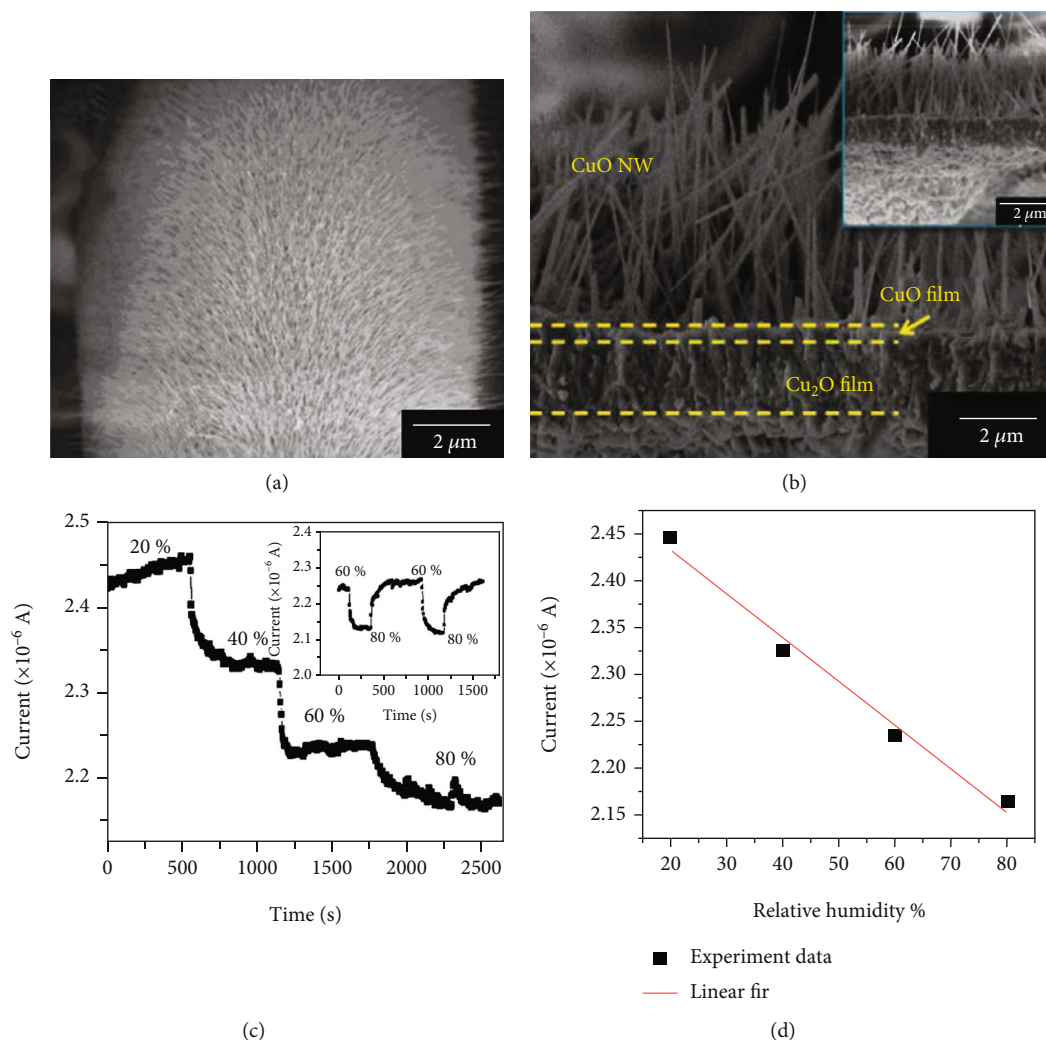 CuO NW
CuO film
Cu₂O film
2 μm
2 μm
2 μm
(a)
(b)
2.5
2.4
2.3
2.2
Current (×10⁻⁶ A)
0
500
1000
1500
2000
2500
Time (s)
20 %
40 %
60 %
80 %
2.4
2.3
2.2
2.1
2.0
Current (×10⁻⁶ A)
60 %
60 %
80 %
80 %
0
500
1000
1500
Time (s)
(c)
2.45
2.40
2.35
2.30
2.25
2.20
2.15
Current (×10⁻⁶ A)
20
30
40
50
60
70
80
Relative humidity %
Experiment data
Linear fir
(d)